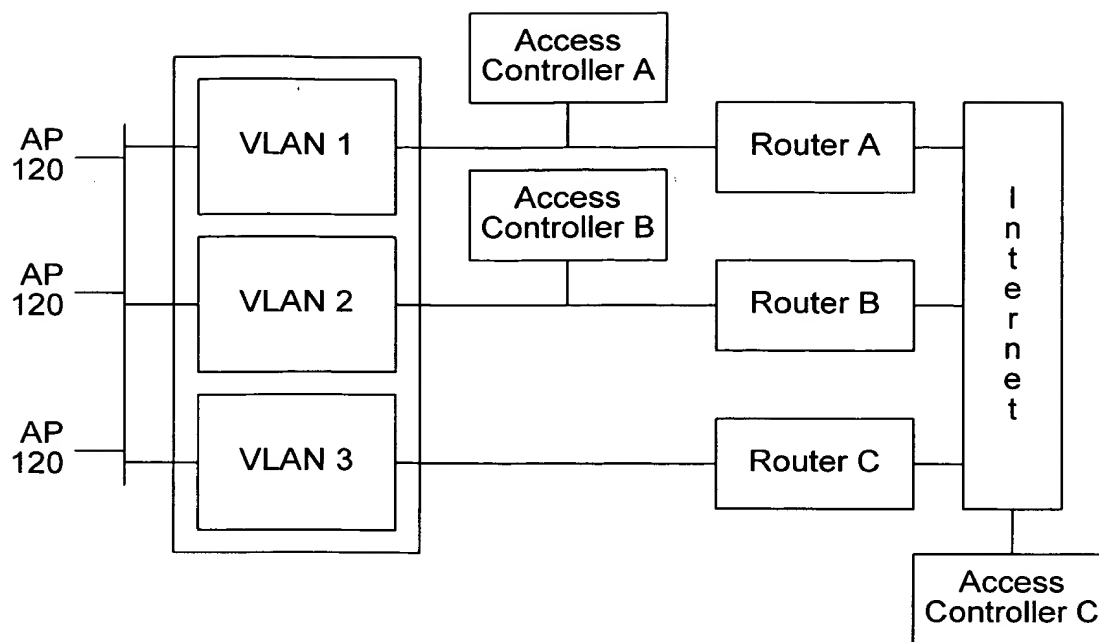 Access
Controller A
AP
120
VLAN 1
Router A
Access
Controller B
AP
120
VLAN 2
Router B
Internet
AP
120
VLAN 3
Router C
Access
Controller C